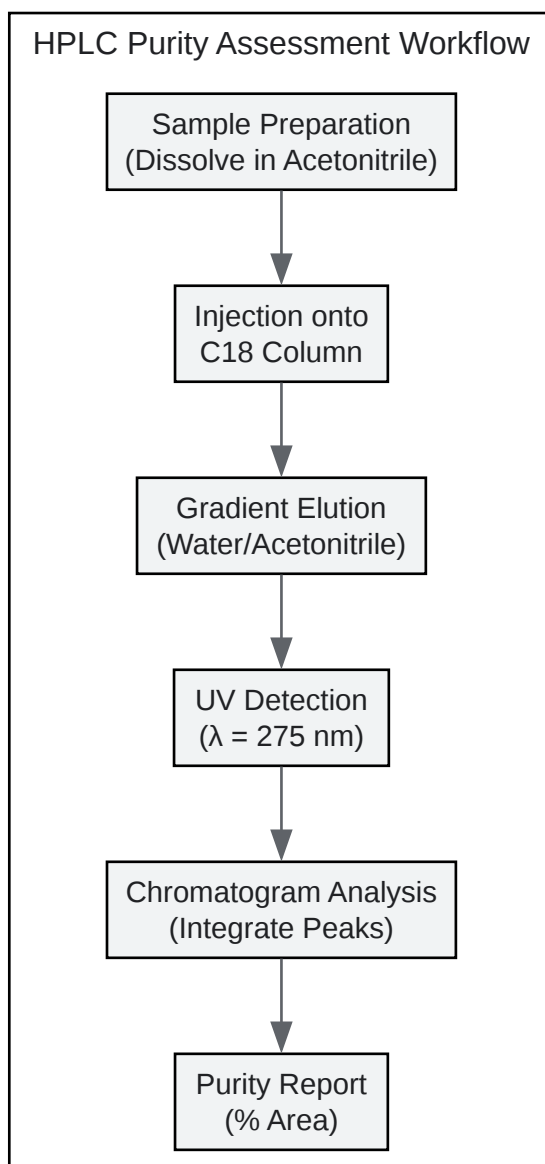 HPLC Purity Assessment Workflow
Sample Preparation
(Dissolve in Acetonitrile)
Injection onto
C18 Column
Gradient Elution
(Water/Acetonitrile)
UV Detection
(λ = 275 nm)
Chromatogram Analysis
(Integrate Peaks)
Purity Report
(% Area)